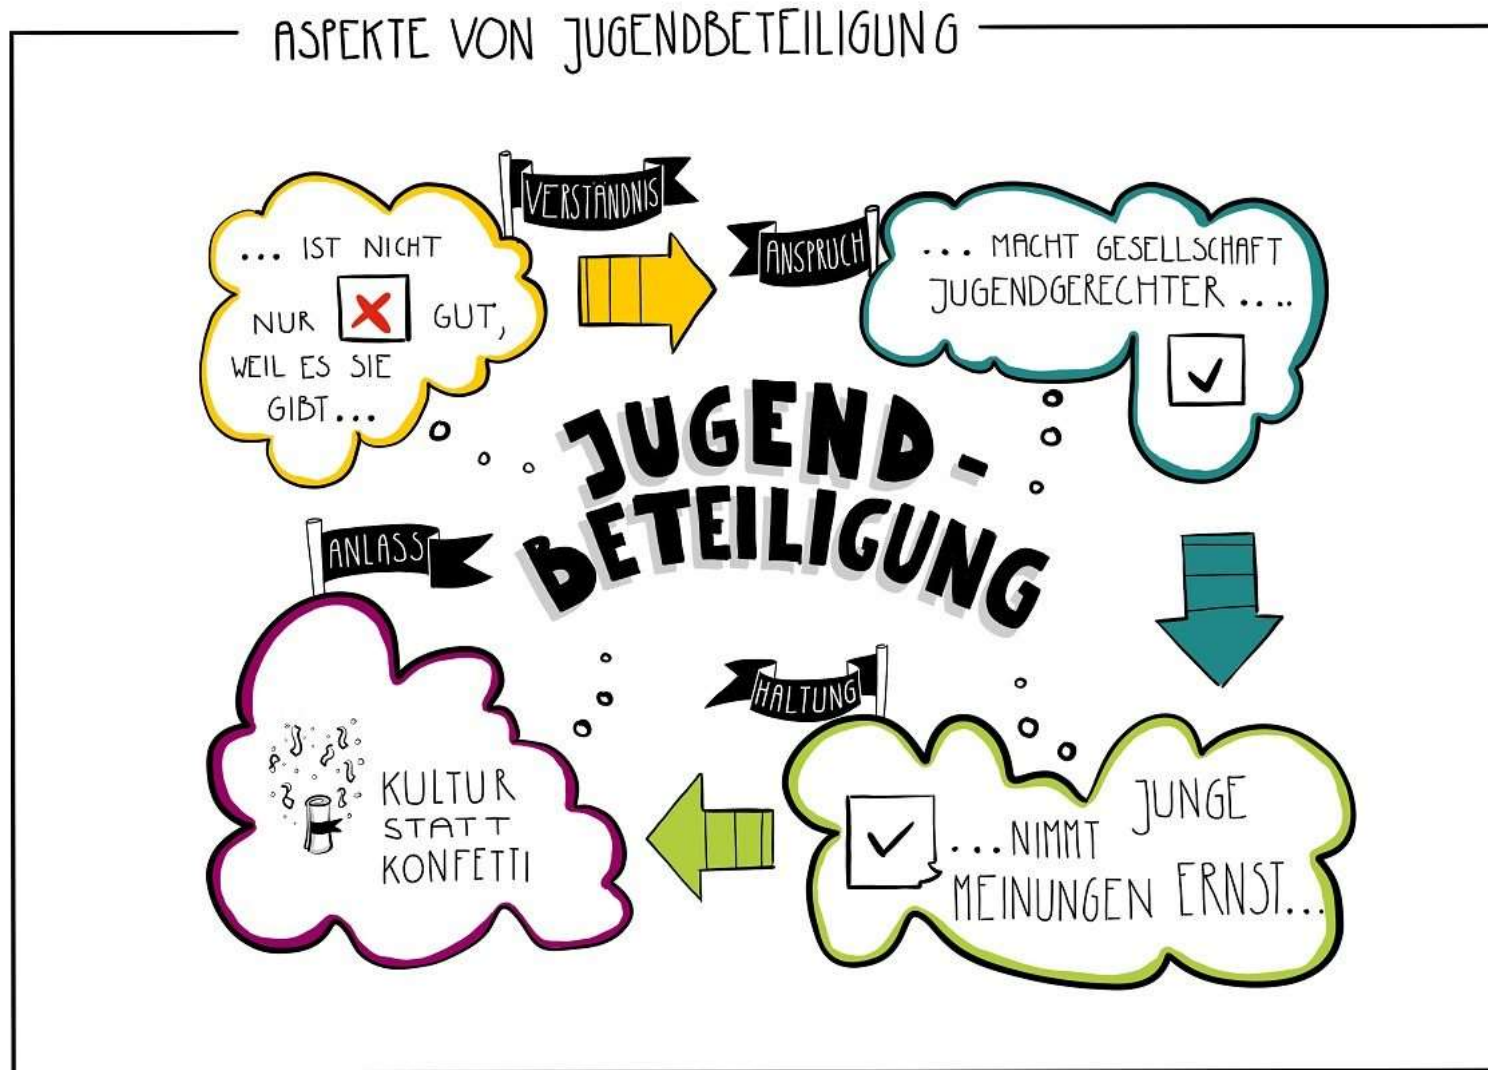 ASPEKTE VON JUGENDBETEILIGUNG
VERSTÄNDNIS
... IST NICHT
NUR GUT,
WEIL ES SIE
GIBT...
ANSPRUCH
... MACHT GESELLSCHAFT
JUGENDGERECHTER ....
JUGEND-
BETEILIGUNG
HALTUNG
...NIMMT JUNGE
MEINUNGEN ERNST...
ANLASS
KULTUR
STATT
KONFETTI